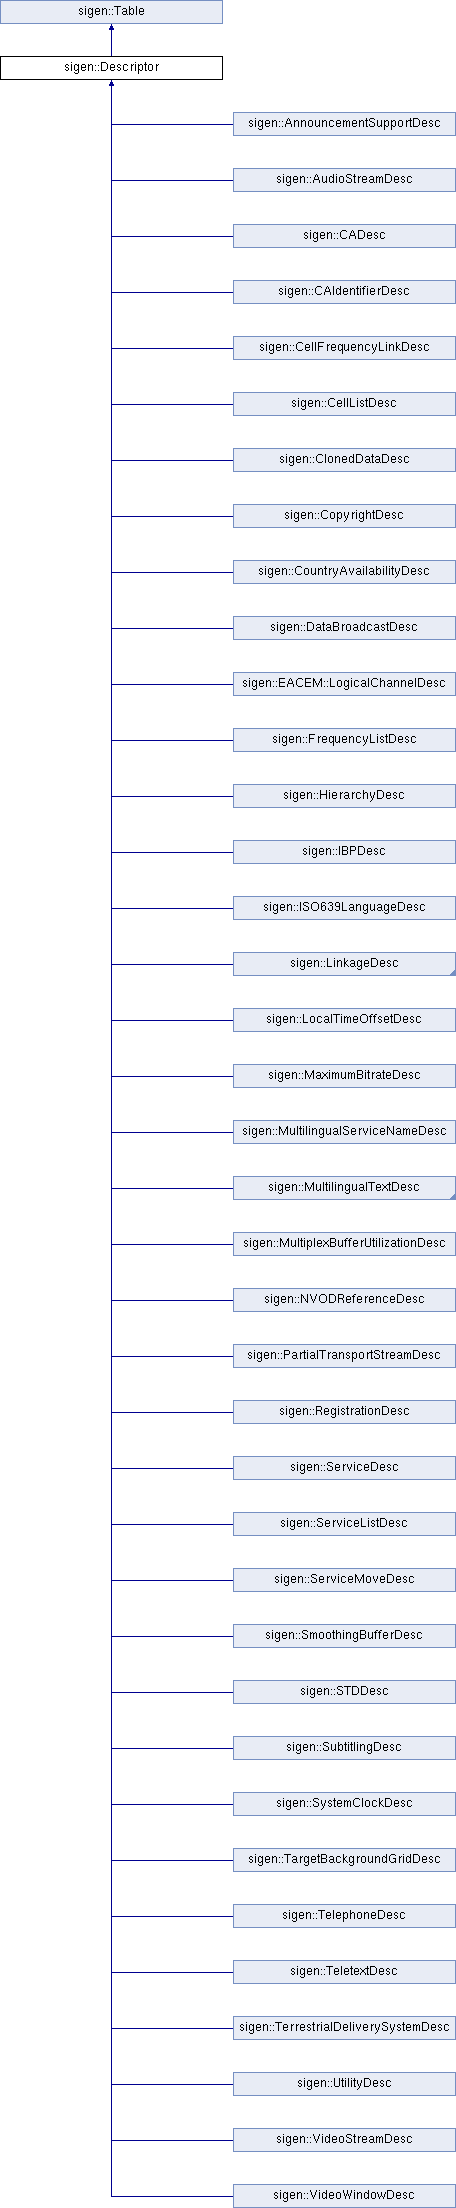 sigen::Table
sigen::Descriptor
sigen::AnnouncementSupportDesc
sigen::AudioStreamDesc
sigen::CADesc
sigen::CAIdentifierDesc
sigen::CellFrequencyLinkDesc
sigen::CellListDesc
sigen::ClonedDataDesc
sigen::CopyrightDesc
sigen::CountryAvailabilityDesc
sigen::DataBroadcastDesc
sigen::EACEM::LogicalChannelDesc
sigen::FrequencyListDesc
sigen::HierarchyDesc
sigen::IBPDesc
sigen::ISO639LanguageDesc
sigen::LinkageDesc
sigen::LocalTimeOffsetDesc
sigen::MaximumBitrateDesc
sigen::MultilingualServiceNameDesc
sigen::MultilingualTextDesc
sigen::MultiplexBufferUtilizationDesc
sigen::NVODReferenceDesc
sigen::PartialTransportStreamDesc
sigen::RegistrationDesc
sigen::ServiceDesc
sigen::ServiceListDesc
sigen::ServiceMoveDesc
sigen::SmoothingBufferDesc
sigen::STDDesc
sigen::SubtitlingDesc
sigen::SystemClockDesc
sigen::TargetBackgroundGridDesc
sigen::TelephoneDesc
sigen::TeletextDesc
sigen::TerrestrialDeliverySystemDesc
sigen::UtilityDesc
sigen::VideoStreamDesc
sigen::VideoWindowDesc